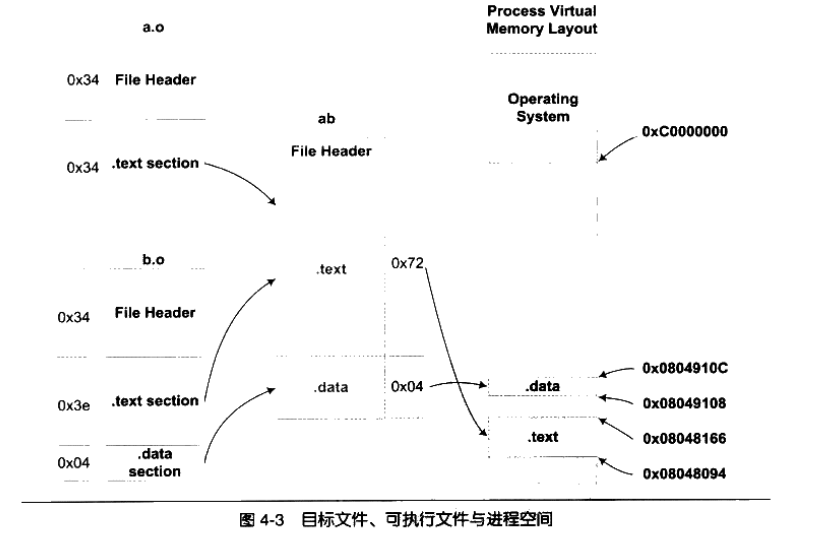 a.o
0x34 File Header
0x34 .text section
b.o
0x34 File Header
0x3e .text section
0x04 .data
section
ab
File Header
.text 0x72
.data 0x04
Process Virtual
Memory Layout
Operating
System
0xC0000000
0x0804910C
.data
0x08049108
0x08048166
.text
0x08048094
图 4-3 目标文件、可执行文件与进程空间